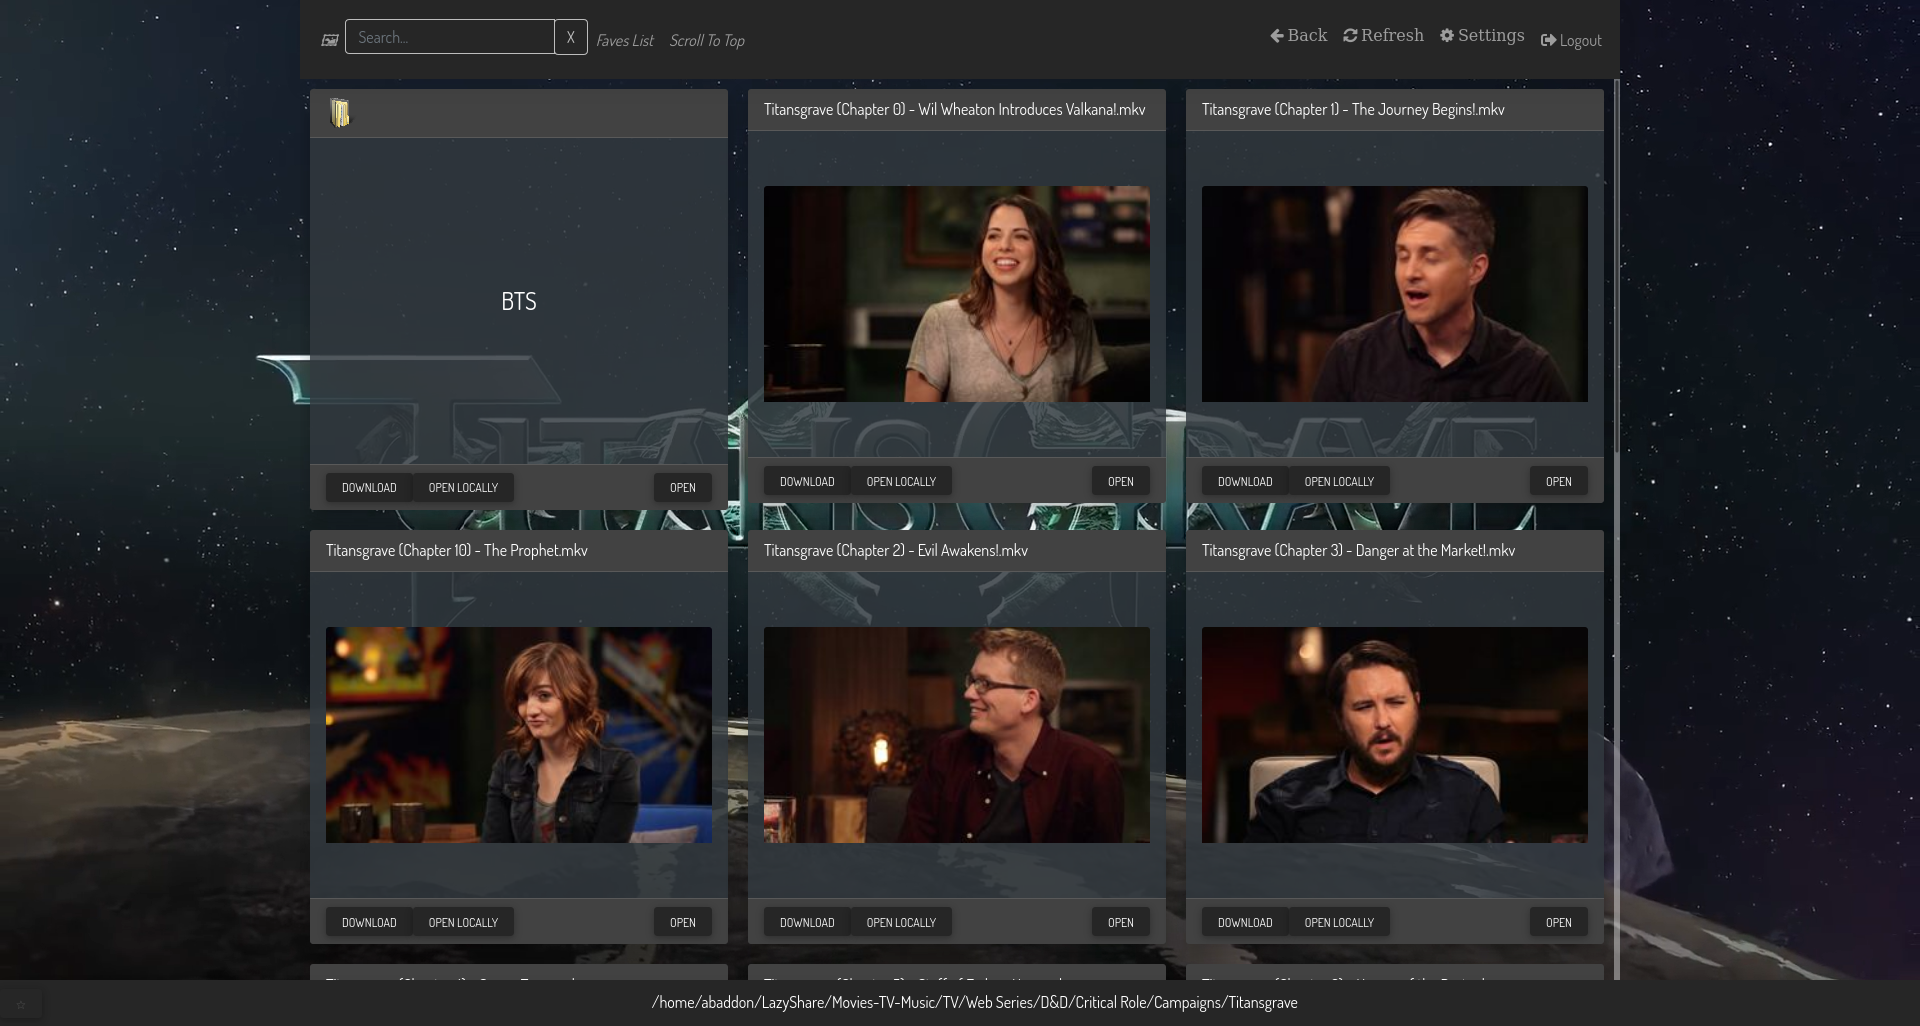 Search...
X
Faves List
Scroll To Top
Back
Refresh
Settings
Logout
BTS
DOWNLOAD
OPEN LOCALLY
OPEN
Titansgrave (Chapter 0) - Wil Wheaton Introduces Valkana!.mkv
DOWNLOAD
OPEN LOCALLY
OPEN
Titansgrave (Chapter 1) - The Journey Begins!.mkv
DOWNLOAD
OPEN LOCALLY
OPEN
TITANSGRAVE
Titansgrave (Chapter 10) - The Prophet.mkv
DOWNLOAD
OPEN LOCALLY
OPEN
Titansgrave (Chapter 2) - Evil Awakens!.mkv
DOWNLOAD
OPEN LOCALLY
OPEN
Titansgrave (Chapter 3) - Danger at the Market!.mkv
DOWNLOAD
OPEN LOCALLY
OPEN
/home/abaddon/LazyShare/Movies-TV-Music/TV/Web Series/D&D/Critical Role/Campaigns/Titansgrave